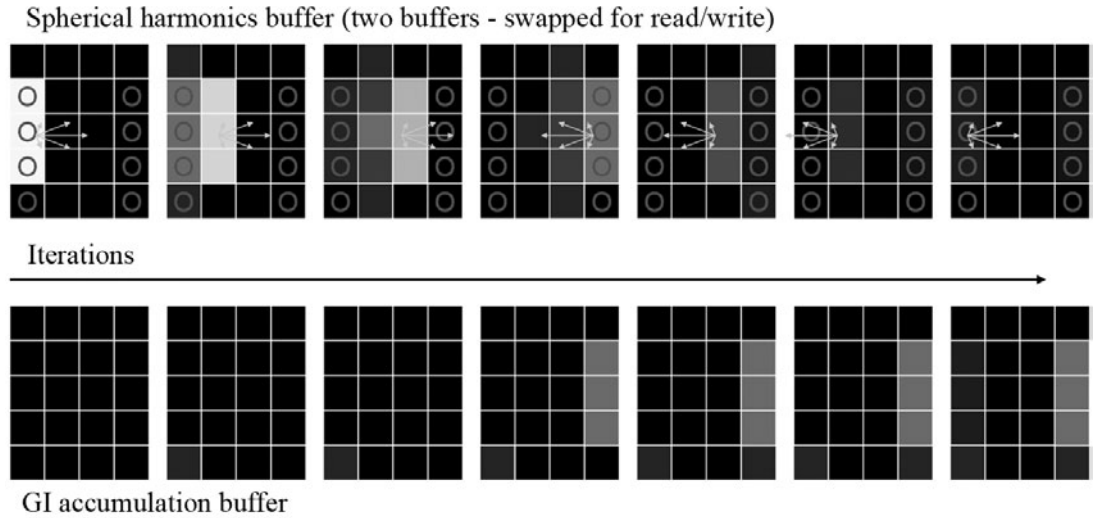 Spherical harmonics buffer (two buffers - swapped for read/write)
Iterations
GI accumulation buffer